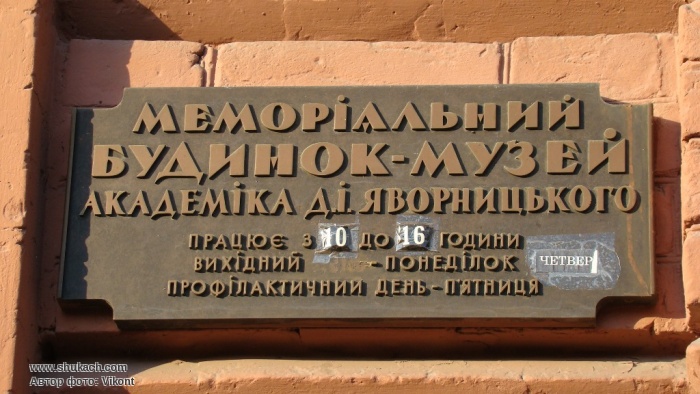 МЕМОРІАЛЬНИЙ
БУДИНОК-МУЗЕЙ
АКАДЕМІКА Д.І. ЯВОРНИЦЬКОГО
ПРАЦЮЄ З 10 ДО 16 ГОДИНИ
ВИХІДНИЙ - ПОНЕДІЛОК
ЧЕТВЕР
ПРОФІЛАКТИЧНИЙ ДЕНЬ - П'ЯТНИЦЯ
www.shukach.com
Автор фото: Vikont